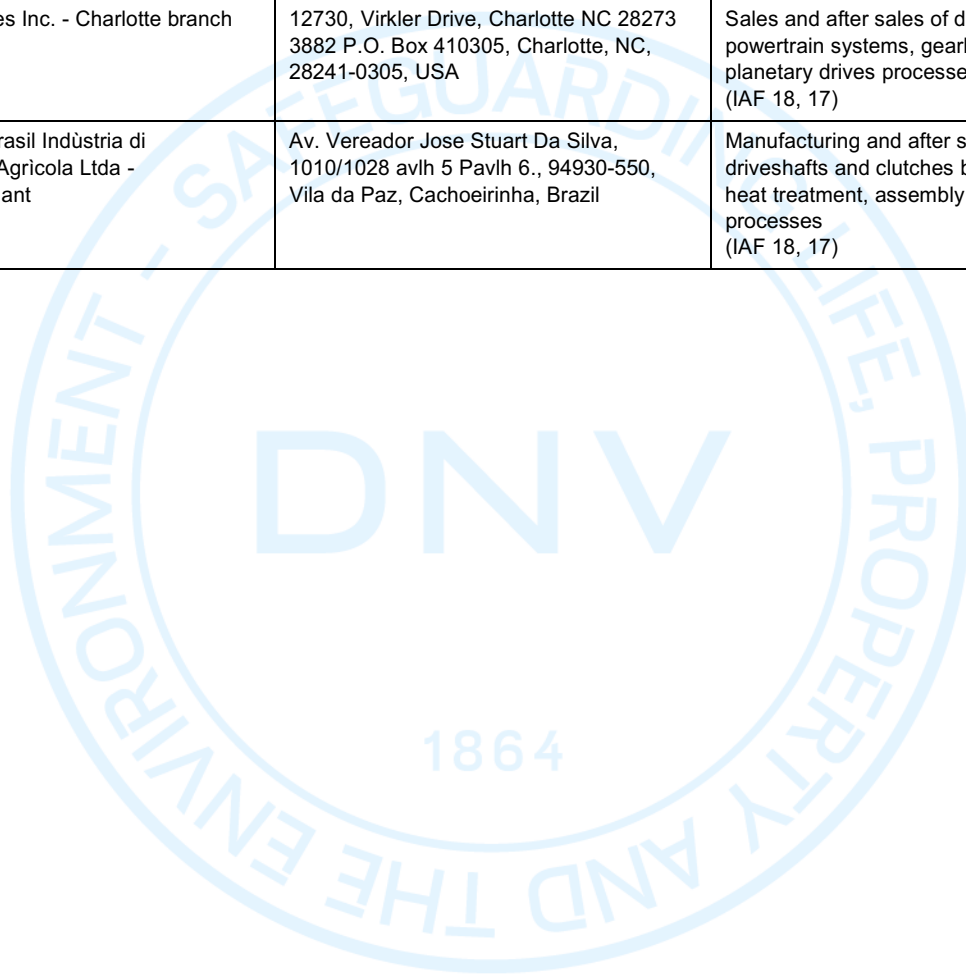 es Inc. - Charlotte branch
12730, Virkler Drive, Charlotte NC 28273
3882 P.O. Box 410305, Charlotte, NC,
28241-0305, USA
Sales and after sales of d
powertrain systems, gearl
planetary drives processe
(IAF 18, 17)
rasil Indùstria di
Agrìcola Ltda -
ant
Av. Vereador Jose Stuart Da Silva,
1010/1028 avlh 5 Pavlh 6., 94930-550,
Vila da Paz, Cachoeirinha, Brazil
Manufacturing and after s
driveshafts and clutches b
heat treatment, assembly
processes
(IAF 18, 17)
SAFEGUARDING LIFE, PROPERTY AND THE ENVIRONMENT -
DNV
1864